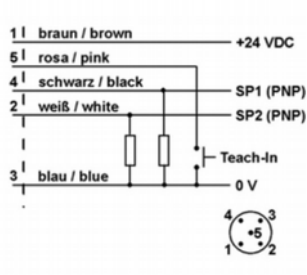 1 braun / brown
+24 VDC
5 rosa / pink
4 schwarz / black
SP1 (PNP)
2 weiß / white
SP2 (PNP)
Teach-In
3 blau / blue
0 V
4 3
5
1 2